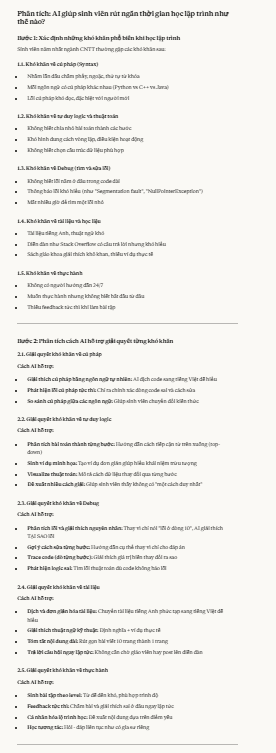 Phân tích: AI giúp sinh viên rút ngắn thời gian học lập trình như
thế nào?
Bước 1: Xác định những khó khăn phổ biến khi học lập trình
Sinh viên năm nhất ngành CNTT thường gặp các khó khăn sau:
1.1. Khó khăn về cú pháp (Syntax)
Nhầm lẫn dấu chấm phẩy, ngoặc, thứ tự từ khóa
Mỗi ngôn ngữ có cú pháp khác nhau (Python vs C++ vs Java)
Lỗi cú pháp khó đọc, đặc biệt với người mới
1.2. Khó khăn về tư duy logic và thuật toán
Không biết chia nhỏ bài toán thành các bước
Khó hình dung cách vòng lặp, điều kiện hoạt động
Không biết chọn cấu trúc dữ liệu phù hợp
1.3. Khó khăn về Debug (tìm và sửa lỗi)
Không biết lỗi nằm ở đâu trong code dài
Thông báo lỗi khó hiểu (như "Segmentation fault", "NullPointerException")
Mất nhiều giờ để tìm một lỗi nhỏ
1.4. Khó khăn về tài liệu và học liệu
Tài liệu tiếng Anh, thuật ngữ khó
Diễn đàn như Stack Overflow có câu trả lời nhưng khó hiểu
Sách giáo khoa giải thích khô khan, thiếu ví dụ thực tế
1.5. Khó khăn về thực hành
Không có người hướng dẫn 24/7
Muốn thực hành nhưng không biết bắt đầu từ đâu
Thiếu feedback tức thì khi làm bài tập
Bước 2: Phân tích cách AI hỗ trợ giải quyết từng khó khăn
2.1. Giải quyết khó khăn về cú pháp
Cách AI hỗ trợ:
Giải thích cú pháp bằng ngôn ngữ tự nhiên: AI dịch code sang tiếng Việt dễ hiểu
Phát hiện lỗi cú pháp tức thì: Chỉ ra chính xác dòng code sai và cách sửa
So sánh cú pháp giữa các ngôn ngữ: Giúp sinh viên chuyển đổi kiến thức
2.2. Giải quyết khó khăn về tư duy logic
Cách AI hỗ trợ:
Phân tích bài toán thành từng bước: Hướng dẫn cách tiếp cận từ trên xuống (top-
down)
Sinh ví dụ minh họa: Tạo ví dụ đơn giản giúp hiểu khái niệm trừu tượng
Visualize thuật toán: Mô tả cách dữ liệu thay đổi qua từng bước
Đề xuất nhiều cách giải: Giúp sinh viên thấy không có "một cách duy nhất"
2.3. Giải quyết khó khăn về Debug
Cách AI hỗ trợ:
Phân tích lỗi và giải thích nguyên nhân: Thay vì chỉ nói "lỗi ở dòng 10", AI giải thích
TẠI SAO lỗi
Gợi ý cách sửa từng bước: Hướng dẫn cụ thể thay vì chỉ cho đáp án
Trace code (dò từng bước): Giải thích giá trị biến thay đổi ra sao
Phát hiện logic sai: Tìm lỗi thuật toán dù code không báo lỗi
2.4. Giải quyết khó khăn về tài liệu
Cách AI hỗ trợ:
Dịch và đơn giản hóa tài liệu: Chuyển tài liệu tiếng Anh phức tạp sang tiếng Việt dễ
hiểu
Giải thích thuật ngữ kỹ thuật: Định nghĩa + ví dụ thực tế
Tóm tắt nội dung dài: Rút gọn bài viết 10 trang thành 1 trang
Trả lời câu hỏi ngay lập tức: Không cần chờ giáo viên hay post lên diễn đàn
2.5. Giải quyết khó khăn về thực hành
Cách AI hỗ trợ:
Sinh bài tập theo level: Từ dễ đến khó, phù hợp trình độ
Feedback tức thì: Chấm bài và giải thích sai ở đâu ngay lập tức
Cá nhân hóa lộ trình học: Đề xuất nội dung dựa trên điểm yếu
Học tương tác: Hỏi - đáp liên tục như có gia sư riêng